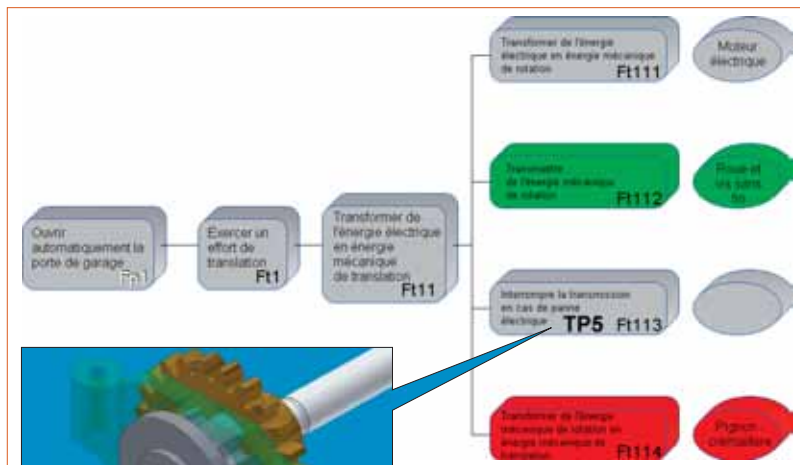 Ouvrir
automatiquement la
porte de garage
Fp1
Exercer un
effort de
translation
Ft1
Transformer de
l'énergie électrique
en énergie
mécanique
de translation
Ft11
Transformer de l'énergie
électrique en énergie mécanique
de rotation
Ft111
Moteur
électrique
Transmettre
de l'énergie mécanique
de rotation
Ft112
Roue et
vis sans
fin
Interrompre la transmission
en cas de panne
électrique
TP5 Ft113
Transformer de l'énergie
mécanique de rotation en
énergie mécanique de
translation
Ft114
Pignon
crémaillère